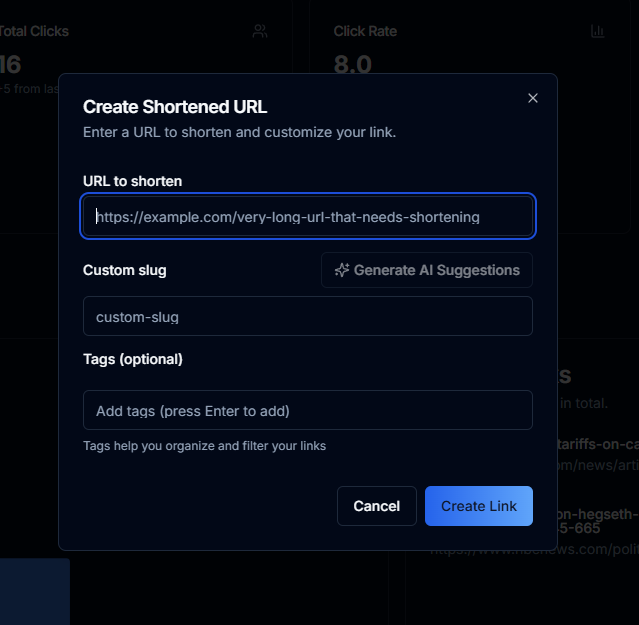 Total Clicks
Click Rate
16
8.0
+5 from las
Create Shortened URL
Enter a URL to shorten and customize your link.
URL to shorten
https://example.com/very-long-url-that-needs-shortening
Custom slug
Generate AI Suggestions
custom-slug
Tags (optional)
Add tags (press Enter to add)
Tags help you organize and filter your links
Cancel
Create Link
s
in total.
tariffs-on-ca
om/news/arti
on-hegseth-
5-665
https://www.nbcnews.com/polit